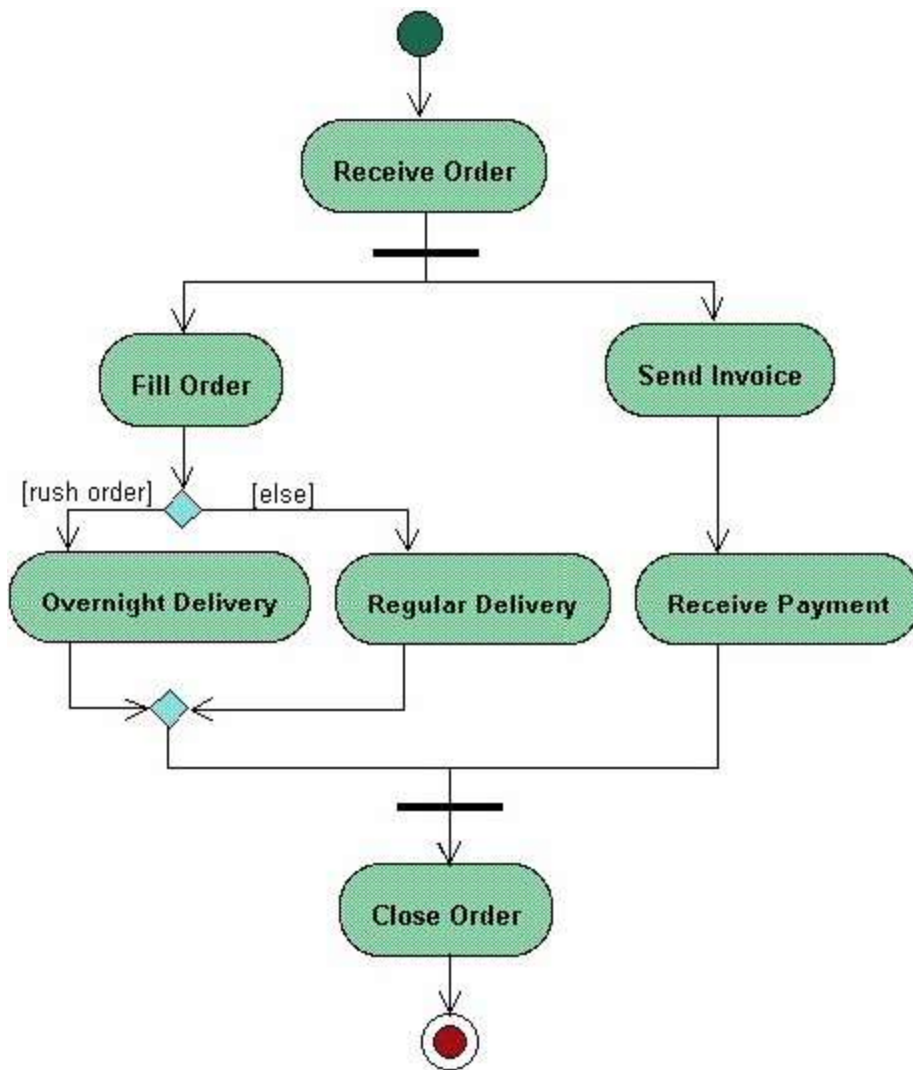 Receive Order
Fill Order
Send Invoice
[rush order]
[else]
Overnight Delivery
Regular Delivery
Receive Payment
Close Order